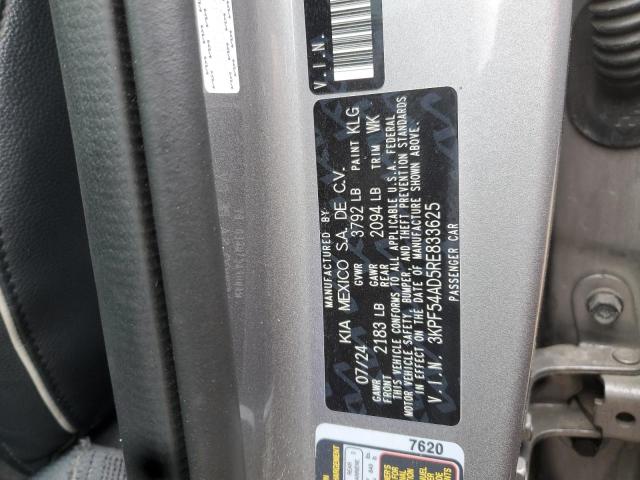 V.I.N.
MANUFACTURED BY
KIA MEXICO S.A. DE C.V.
07/24 GVWR 3792 LB PAINT KLG
GAWR FRONT 2183 LB GAWR REAR 2094 LB TRIM WK
THIS VEHICLE CONFORMS TO ALL APPLICABLE U.S.A. FEDERAL
MOTOR VEHICLE SAFETY, BUMPER, AND THEFT PREVENTION STANDARDS
IN EFFECT ON THE DATE OF MANUFACTURE SHOWN ABOVE.
V.I.N. 3KPF54AD5RE833625
PASSENGER CAR
7620